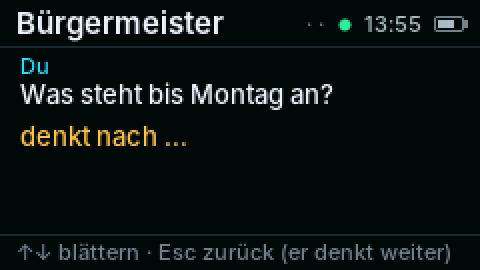 Bürgermeister
·· 13:55
Du
Was steht bis Montag an?
denkt nach ...
↑↓ blättern · Esc zurück (er denkt weiter)